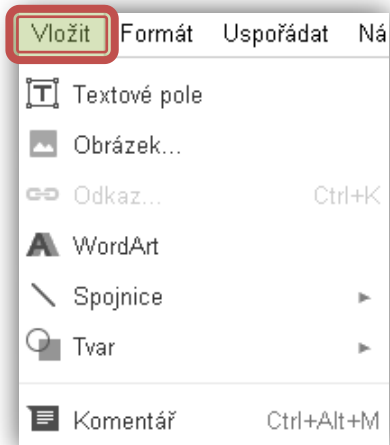 Vložit Formát Uspořádat Ná
Textové pole
Obrázek...
Odkaz... Ctrl+K
WordArt
Spojnice
Tvar
Komentář Ctrl+Alt+M